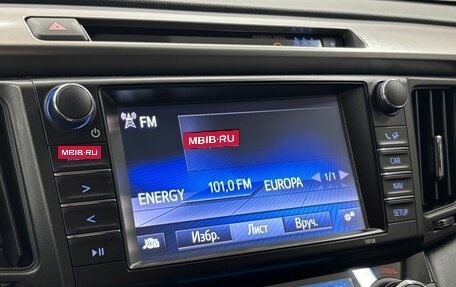 FM
MBIB.RU
MBIB.RU
ENERGY 101,0 FM EUROPA 1/1
Избр. Лист Вруч.
CAR
NAV
SETUP